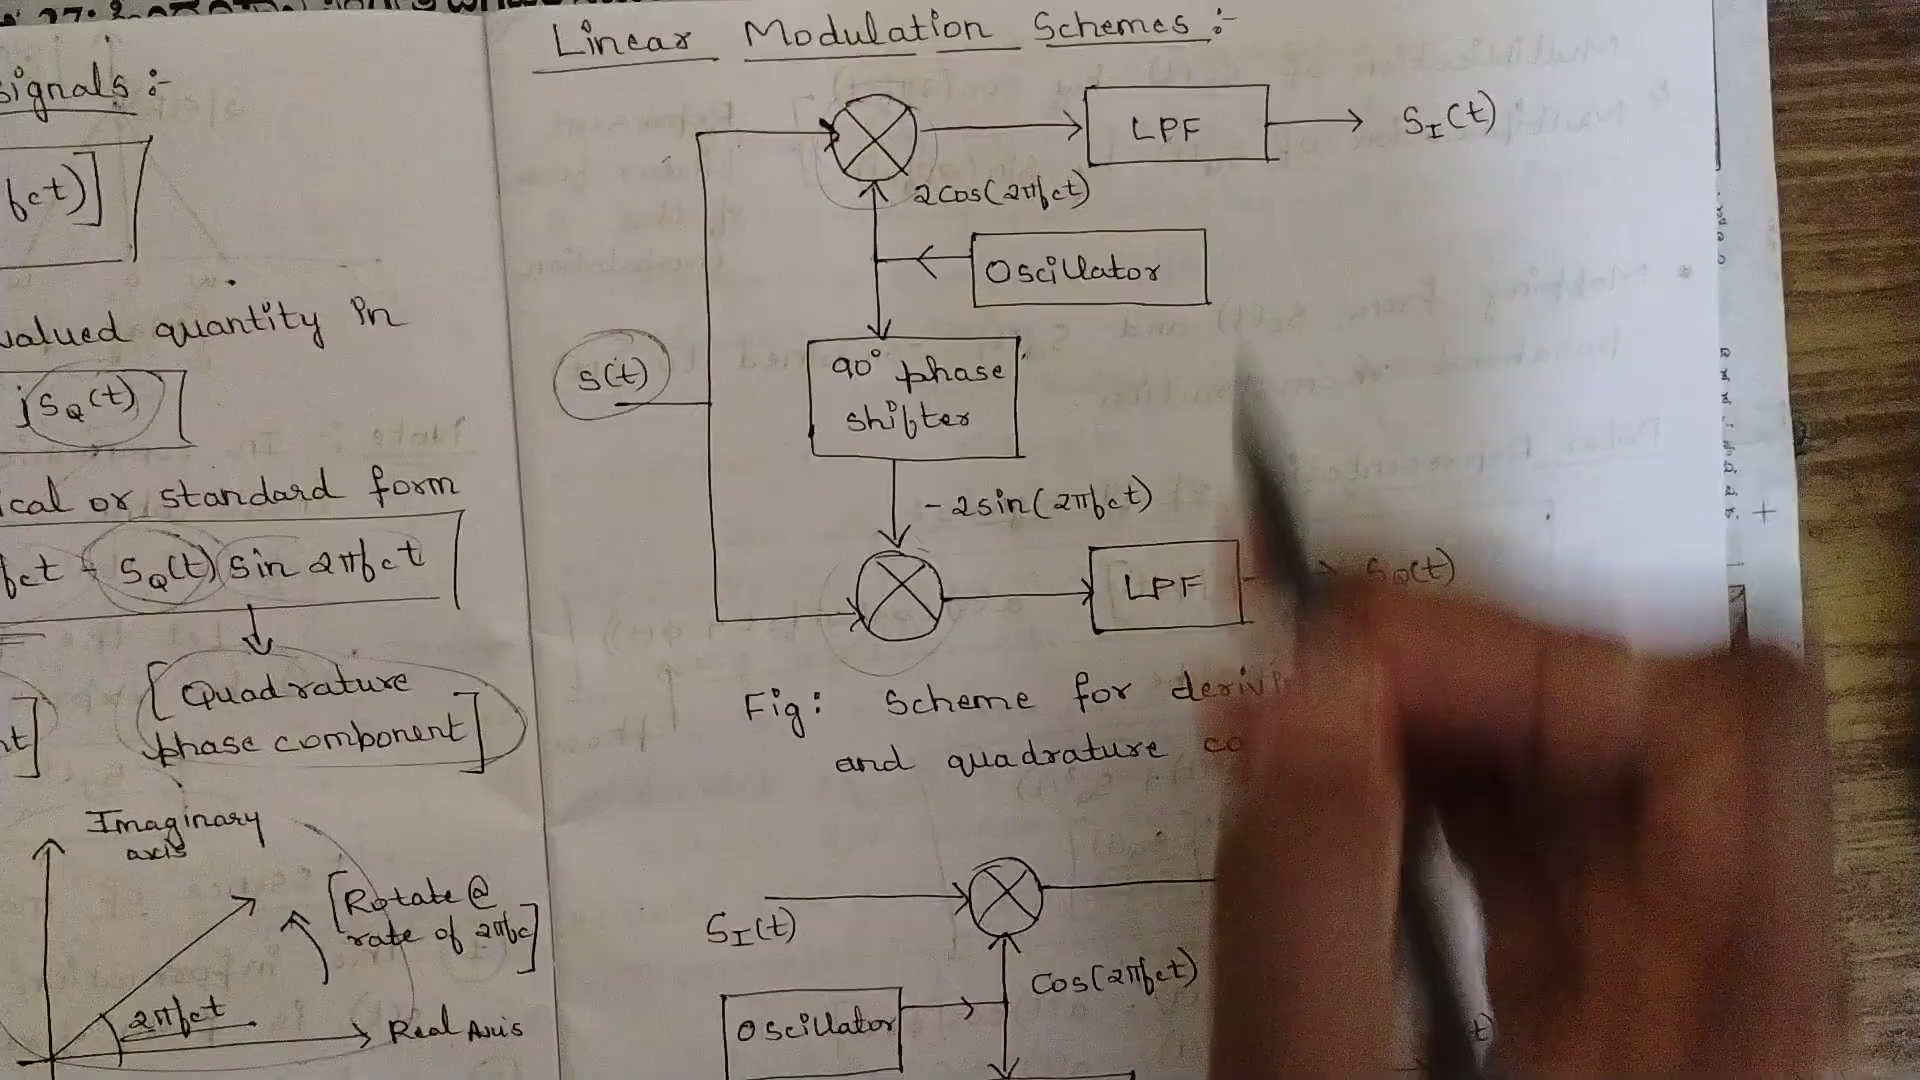 signals :-
fct)]
valued quantity in
jSQ(t)
ical or standard form
fct - SQ(t) sin 2πfct
[Quadrature
phase component]
Imaginary
axis
[Rotate @
rate of 2πfc]
2πfct
Real Axis
Linear Modulation Schemes :-
LPF
SI(t)
2cos(2πfct)
Oscillator
S(t)
90° phase
shifter
-2sin(2πfct)
LPF
SQ(t)
Fig: Scheme for deriv
and quadrature co
SI(t)
Cos(2πfct)
Oscillator
t)